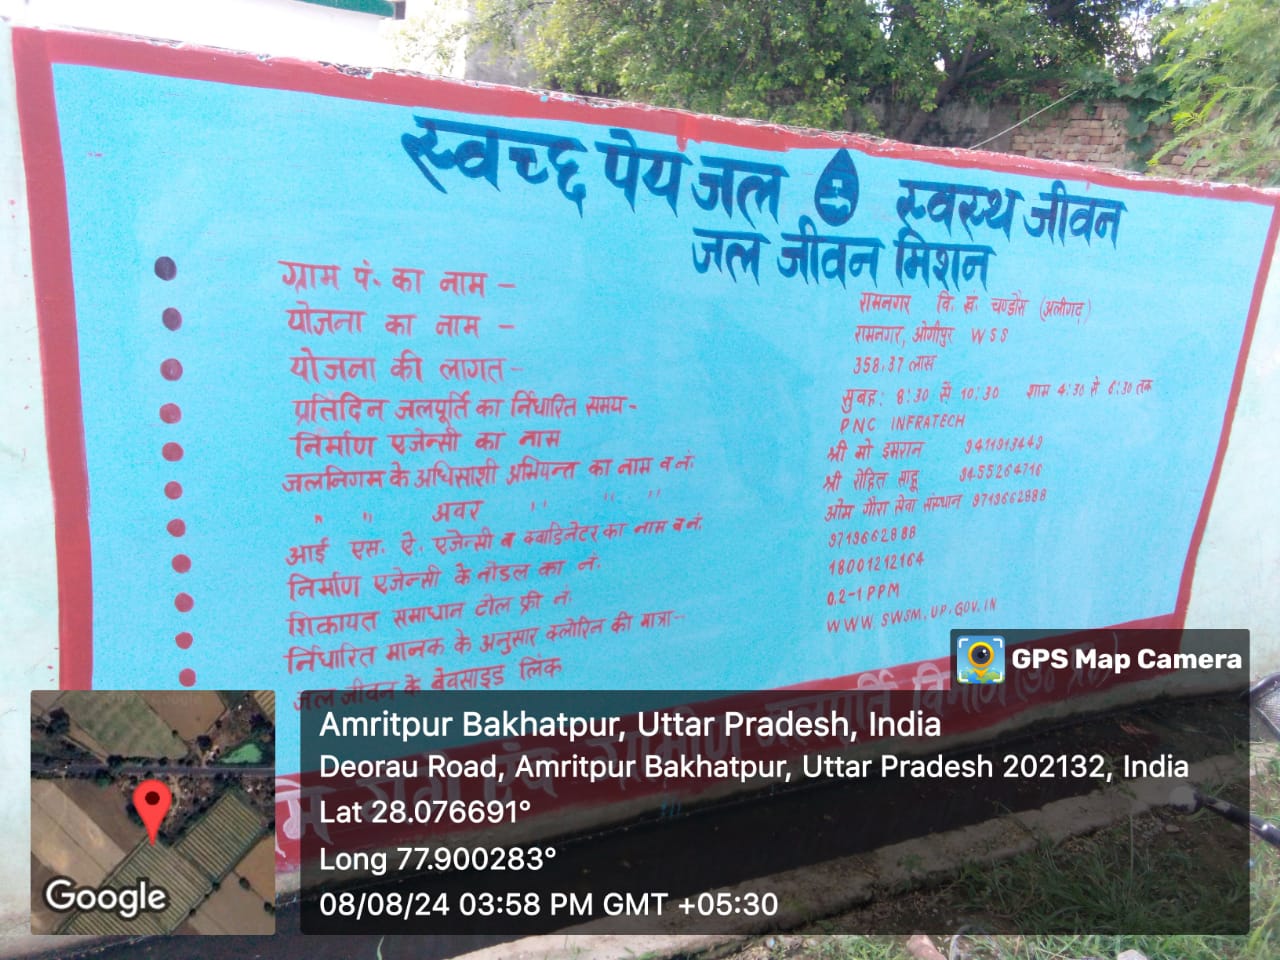 स्वच्छ पेय जल स्वस्थ जीवन
जल जीवन मिशन
ग्राम पं. का नाम - रामनगर वि. खं. चण्डौस (अलीगढ़)
योजना का नाम - रामनगर, ओगीपुर WSS
योजना की लागत - 358.37 लाख
प्रतिदिन जलपूर्ति का र्निधारित समय - सुबह: 8:30 सें 10:30 शाम 4:30 से 6:30 तक
निर्माण एजेन्सी का नाम PNC INFRATECH
जलनिगम के अधिसाशी अभियन्त का नाम व नं. श्री मो इमरान 9411913449
" " अवर " " " श्री रोहित साहू 9455264716
आई एस. ऐ. एजेन्सी व क्वाडिनेटर का नाम व नं. ओम गौरा सेवा संस्थान 9719662888
निर्माण एजेन्सी के नोडल का नं. 9719662888
शिकायत समाधान टोल फ्री नं. 18001212164
र्निधारित मानक के अनुसार क्लोरिन की मात्रा-- 0.2-1 PPM
जल जीवन के बेवसाइड लिंक WWW.SWSM.UP.GOV.IN
ग्रामीण जलपूर्ति विभाग (उ० प्र०)
GPS Map Camera
Amritpur Bakhatpur, Uttar Pradesh, India
Deorau Road, Amritpur Bakhatpur, Uttar Pradesh 202132, India
Lat 28.076691°
Long 77.900283°
08/08/24 03:58 PM GMT +05:30
Google